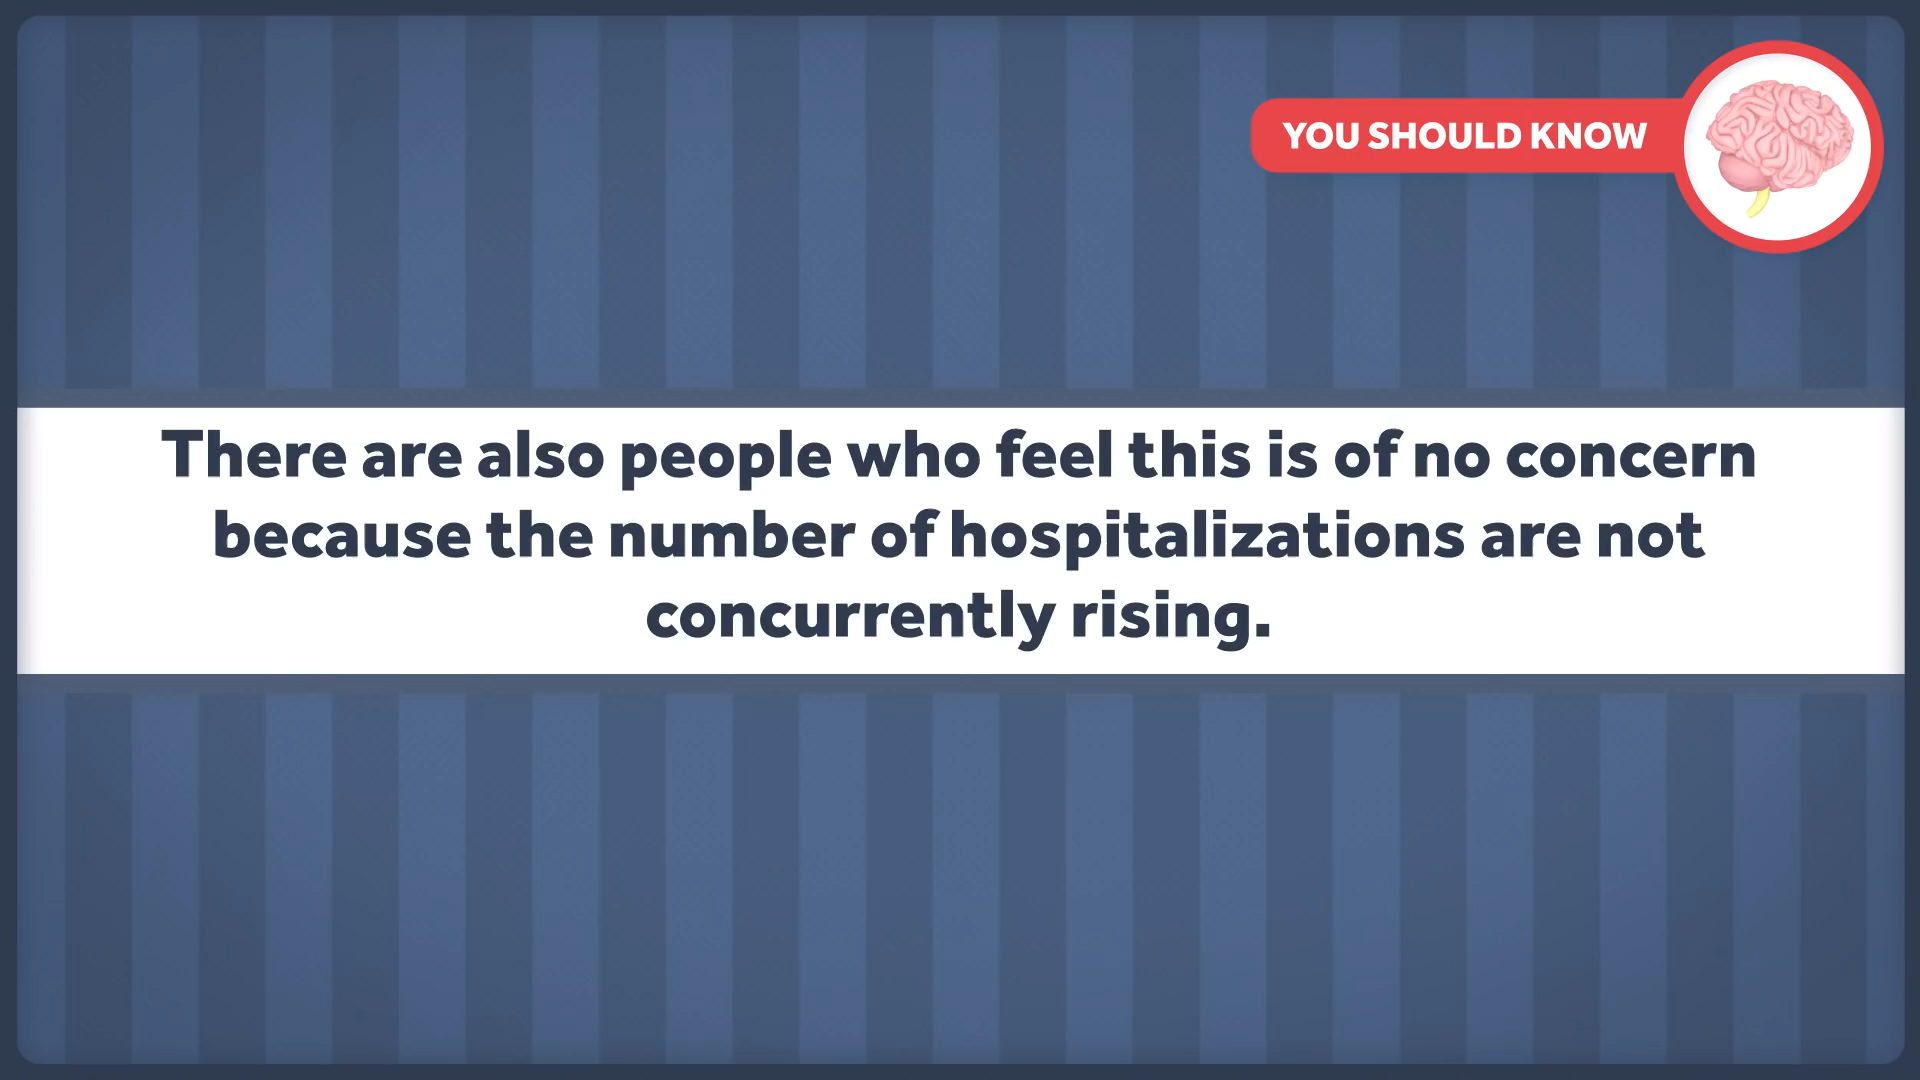 YOU SHOULD KNOW
There are also people who feel this is of no concern
because the number of hospitalizations are not
concurrently rising.